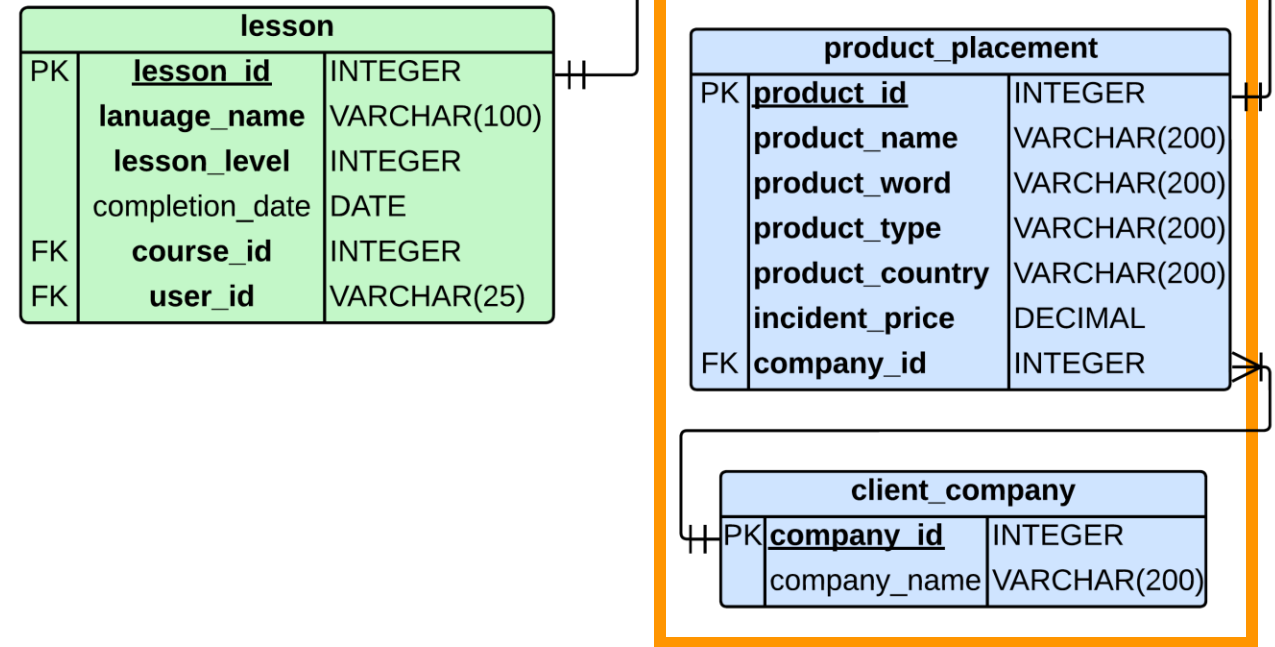 lesson
PK lesson_id INTEGER
lanuage_name VARCHAR(100)
lesson_level INTEGER
completion_date DATE
FK course_id INTEGER
FK user_id VARCHAR(25)
product_placement
PK product_id INTEGER
product_name VARCHAR(200)
product_word VARCHAR(200)
product_type VARCHAR(200)
product_country VARCHAR(200)
incident_price DECIMAL
FK company_id INTEGER
client_company
PK company_id INTEGER
company_name VARCHAR(200)